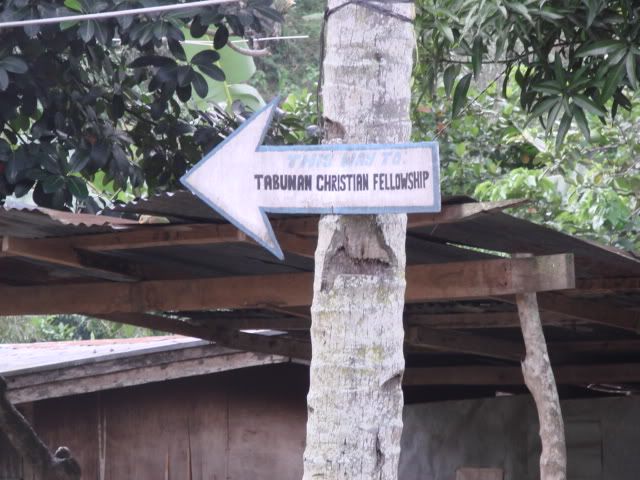 THIS WAY TO:
TABUNAN CHRISTIAN FELLOWSHIP